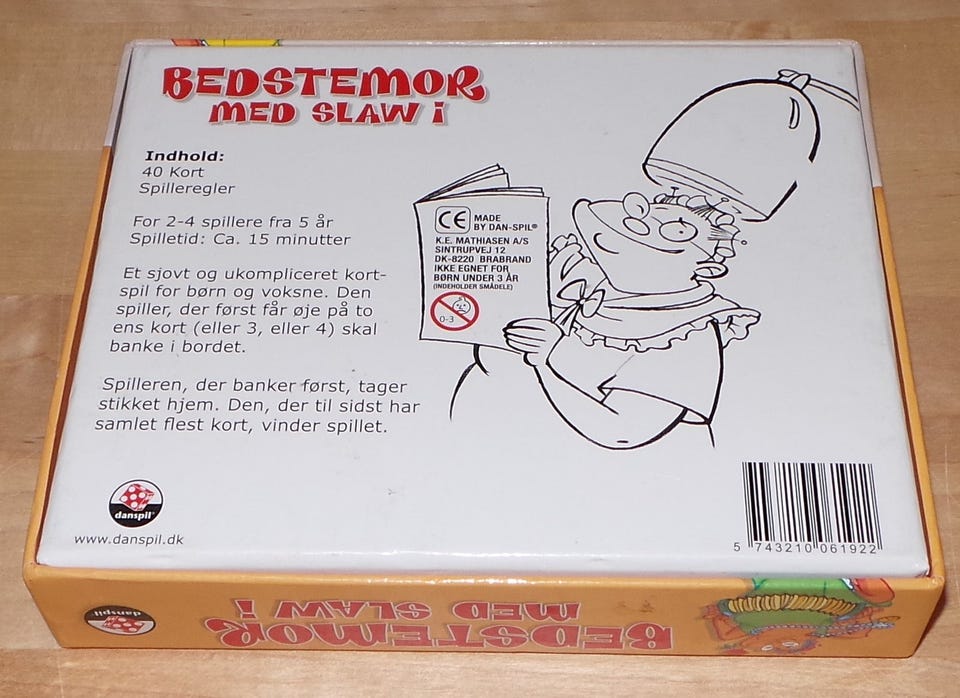 BEDSTEMOR
MED SLAW i
Indhold:
40 Kort
Spilleregler
For 2-4 spillere fra 5 år
Spilletid: Ca. 15 minutter
Et sjovt og ukompliceret kort-
spil for børn og voksne. Den
spiller, der først får øje på to
ens kort (eller 3, eller 4) skal
banke i bordet.
Spilleren, der banker først, tager
stikket hjem. Den, der til sidst har
samlet flest kort, vinder spillet.
CE MADE
BY DAN-SPIL®
K.E. MATHIASEN A/S
SINTRUPVEJ 12
DK-8220 BRABRAND
IKKE EGNET FOR
BØRN UNDER 3 ÅR
(INDEHOLDER SMÅDELE)
0-3
danspil®
www.danspil.dk
5 743210 061922
BEDSTEMOR
MED SLAW i
danspil